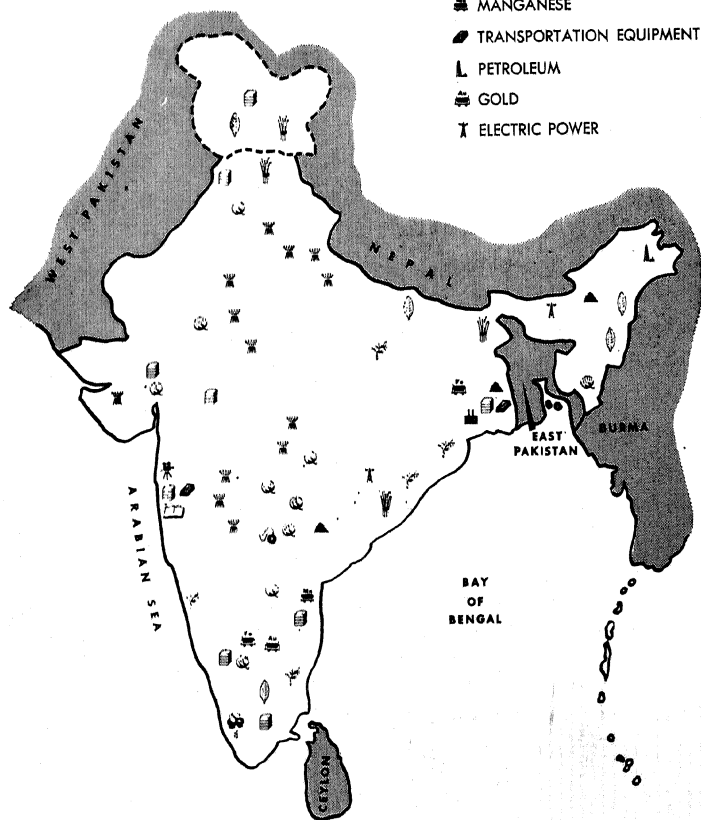 MANGANESE
TRANSPORTATION EQUIPMENT
PETROLEUM
GOLD
ELECTRIC POWER
WEST PAKISTAN
NEPAL
EAST
PAKISTAN
BURMA
ARABIAN SEA
BAY
OF
BENGAL
CEYLON